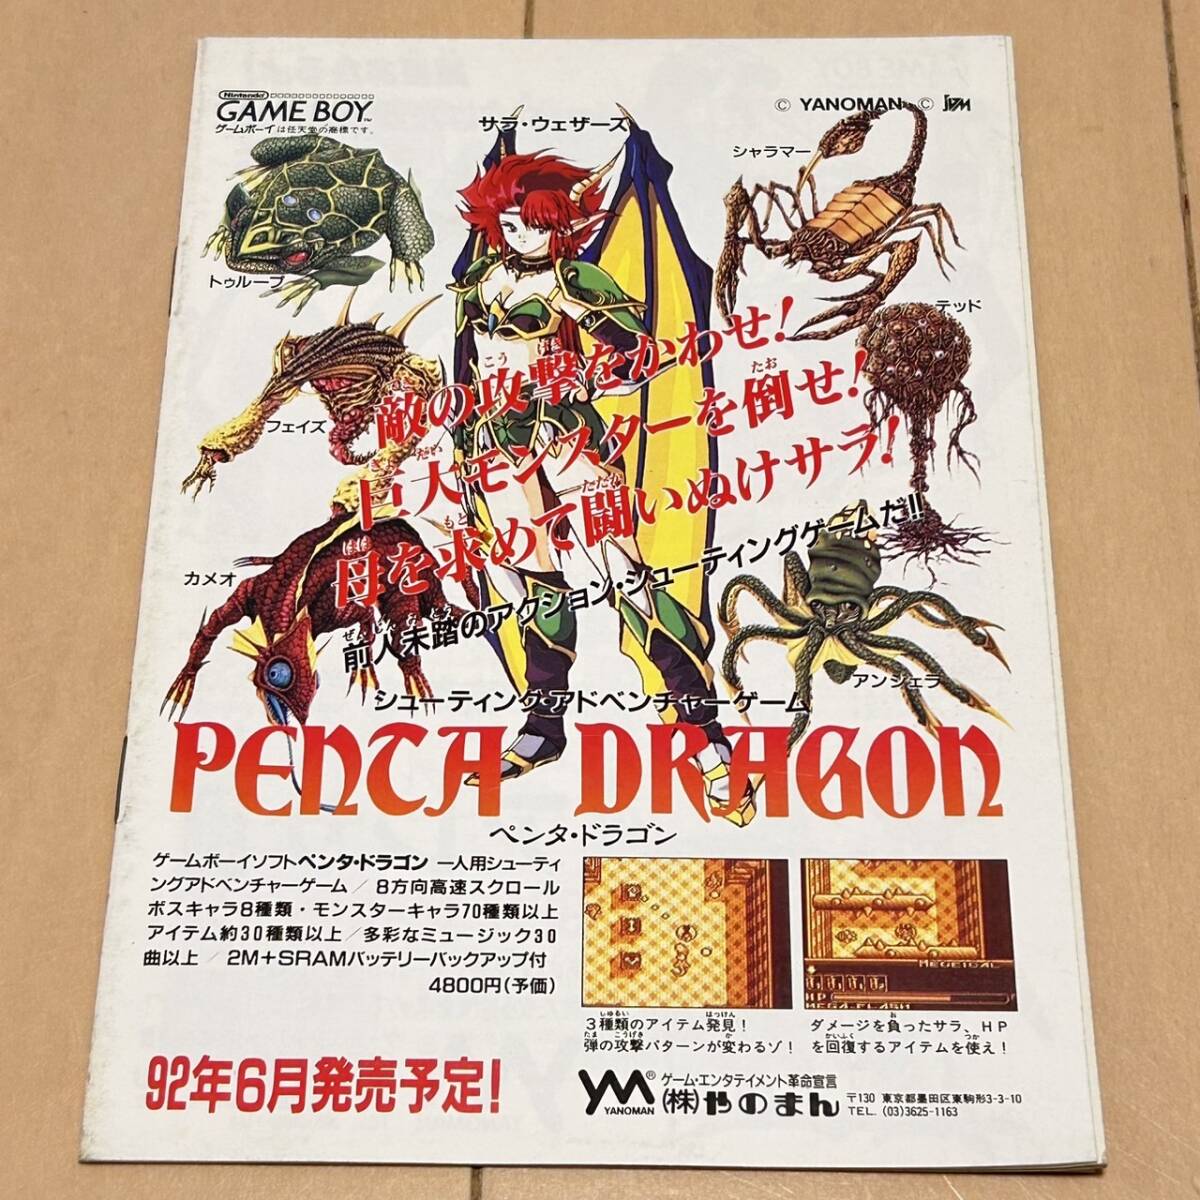 Nintendo
GAME BOY™
ゲームボーイは任天堂の商標です。
© YANOMAN © JVM
サラ・ウェザース
シャラマー
トゥループ
テッド
フェイズ
カメオ
アンジェラ
敵の攻撃をかわせ!
巨大モンスターを倒せ!
母を求めて闘いぬけサラ!
前人未踏のアクション・シューティングゲームだ!!
シューティング・アドベンチャーゲーム
PENTA DRAGON
ペンタ・ドラゴン
ゲームボーイソフトペンタ・ドラゴン 一人用シューティ
ングアドベンチャーゲーム/8方向高速スクロール
ボスキャラ8種類・モンスターキャラ70種類以上
アイテム約30種類以上/多彩なミュージック30
曲以上/2M+SRAMバッテリーバックアップ付
4800円(予価)
MEGEIDAL
HP
MEGA-FLASH
3種類のアイテム発見!
弾の攻撃パターンが変わるゾ!
ダメージを負ったサラ、HP
を回復するアイテムを使え!
92年6月発売予定!
YM®
YANOMAN
ゲーム・エンタテイメント革命宣言
(株)やのまん
〒130 東京都墨田区東駒形3-3-10
TEL. (03)3625-1163